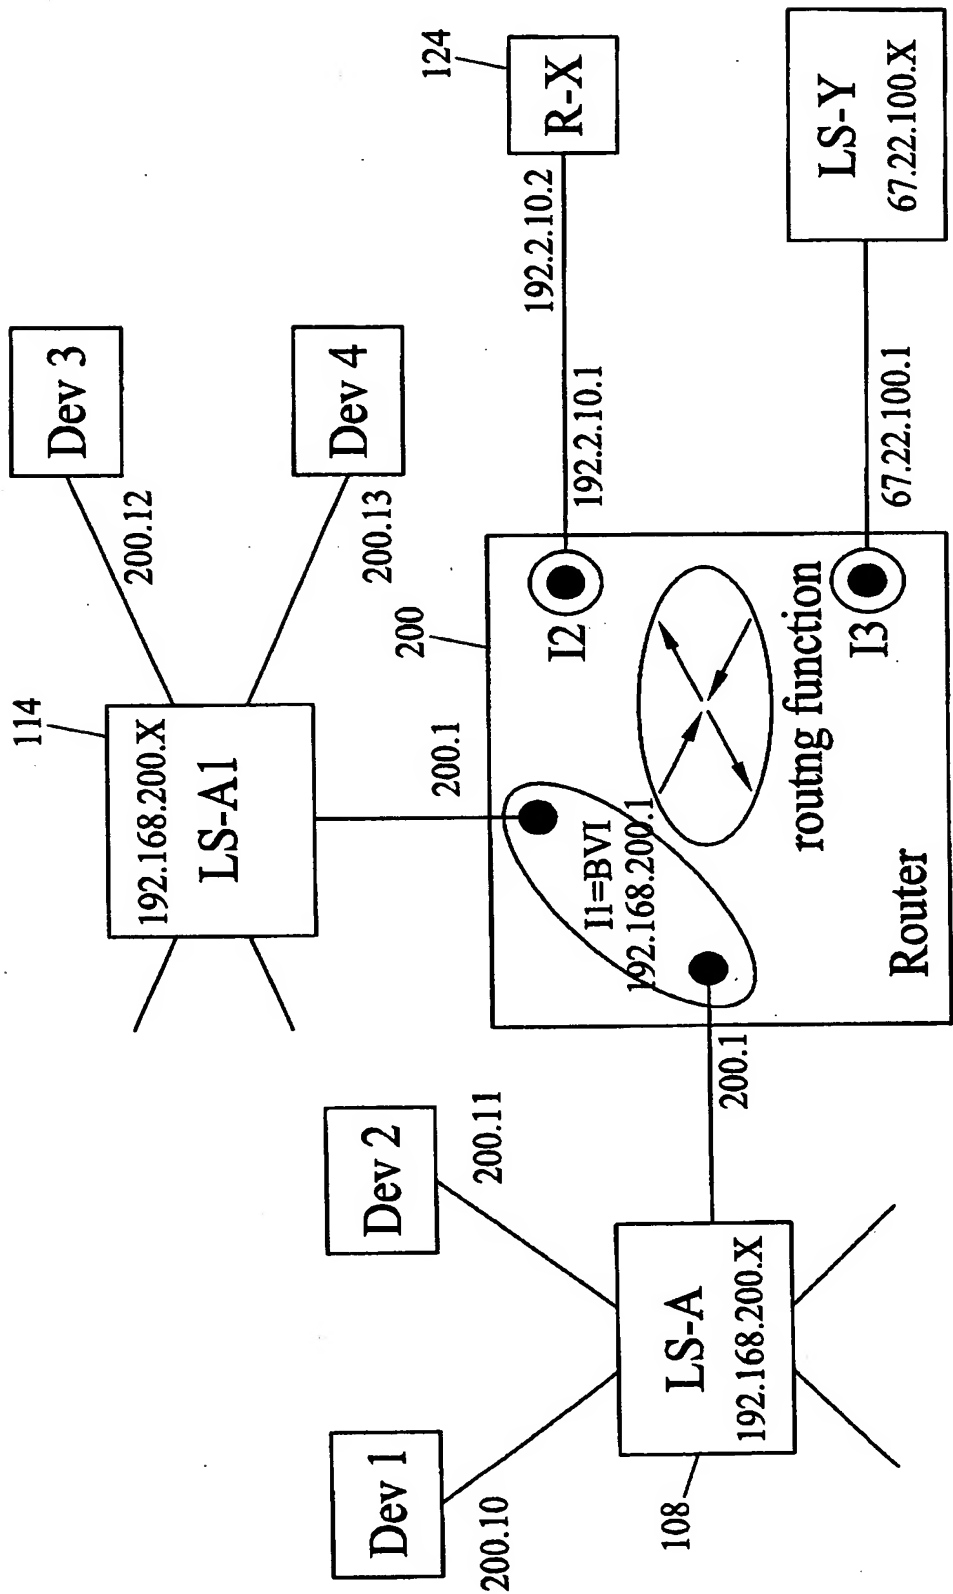 Dev 1
200.10
Dev 2
200.11
108
LS-A
192.168.200.X
200.1
114
192.168.200.X
LS-A1
200.1
Dev 3
200.12
Dev 4
200.13
200
I1=BVI
192.168.200.1
I2
routng function
I3
Router
192.2.10.1
192.2.10.2
124
R-X
67.22.100.1
LS-Y
67.22.100.X